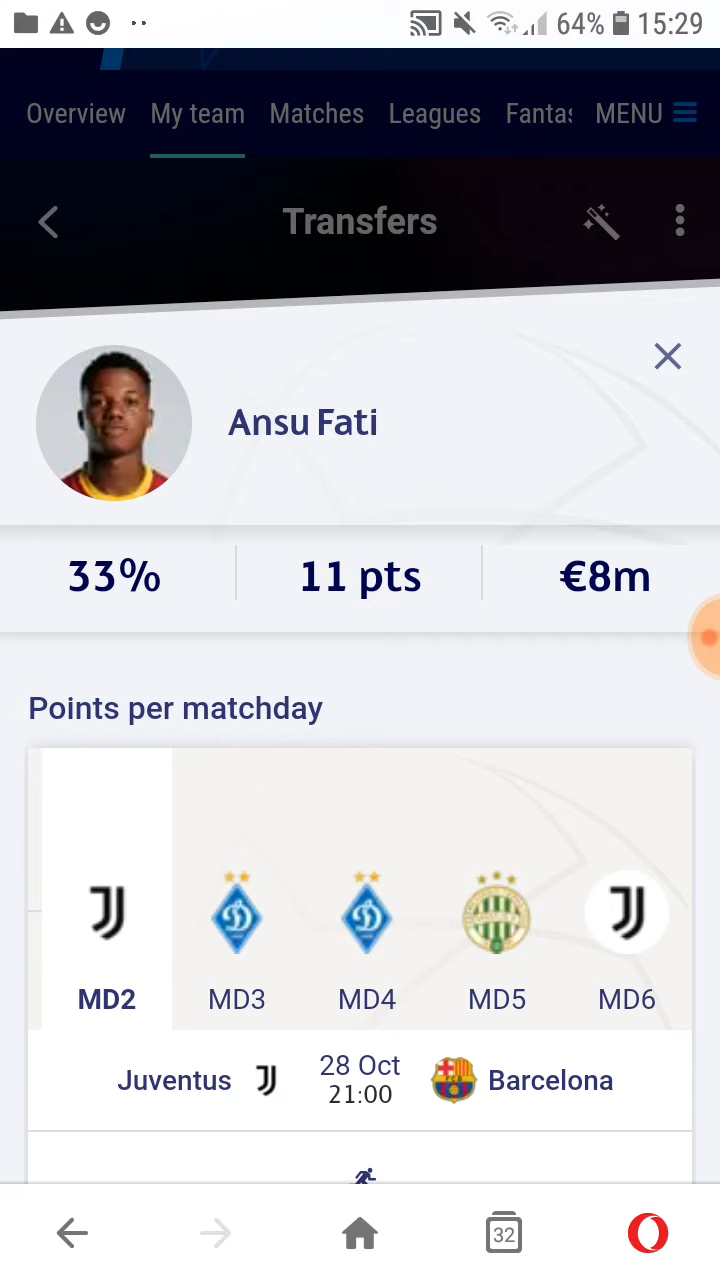 64% 15:29
Overview My team Matches Leagues Fantas MENU
Transfers
Ansu Fati
33% 11 pts €8m
Points per matchday
MD2 MD3 MD4 MD5 MD6
Juventus 28 Oct 21:00 Barcelona
32